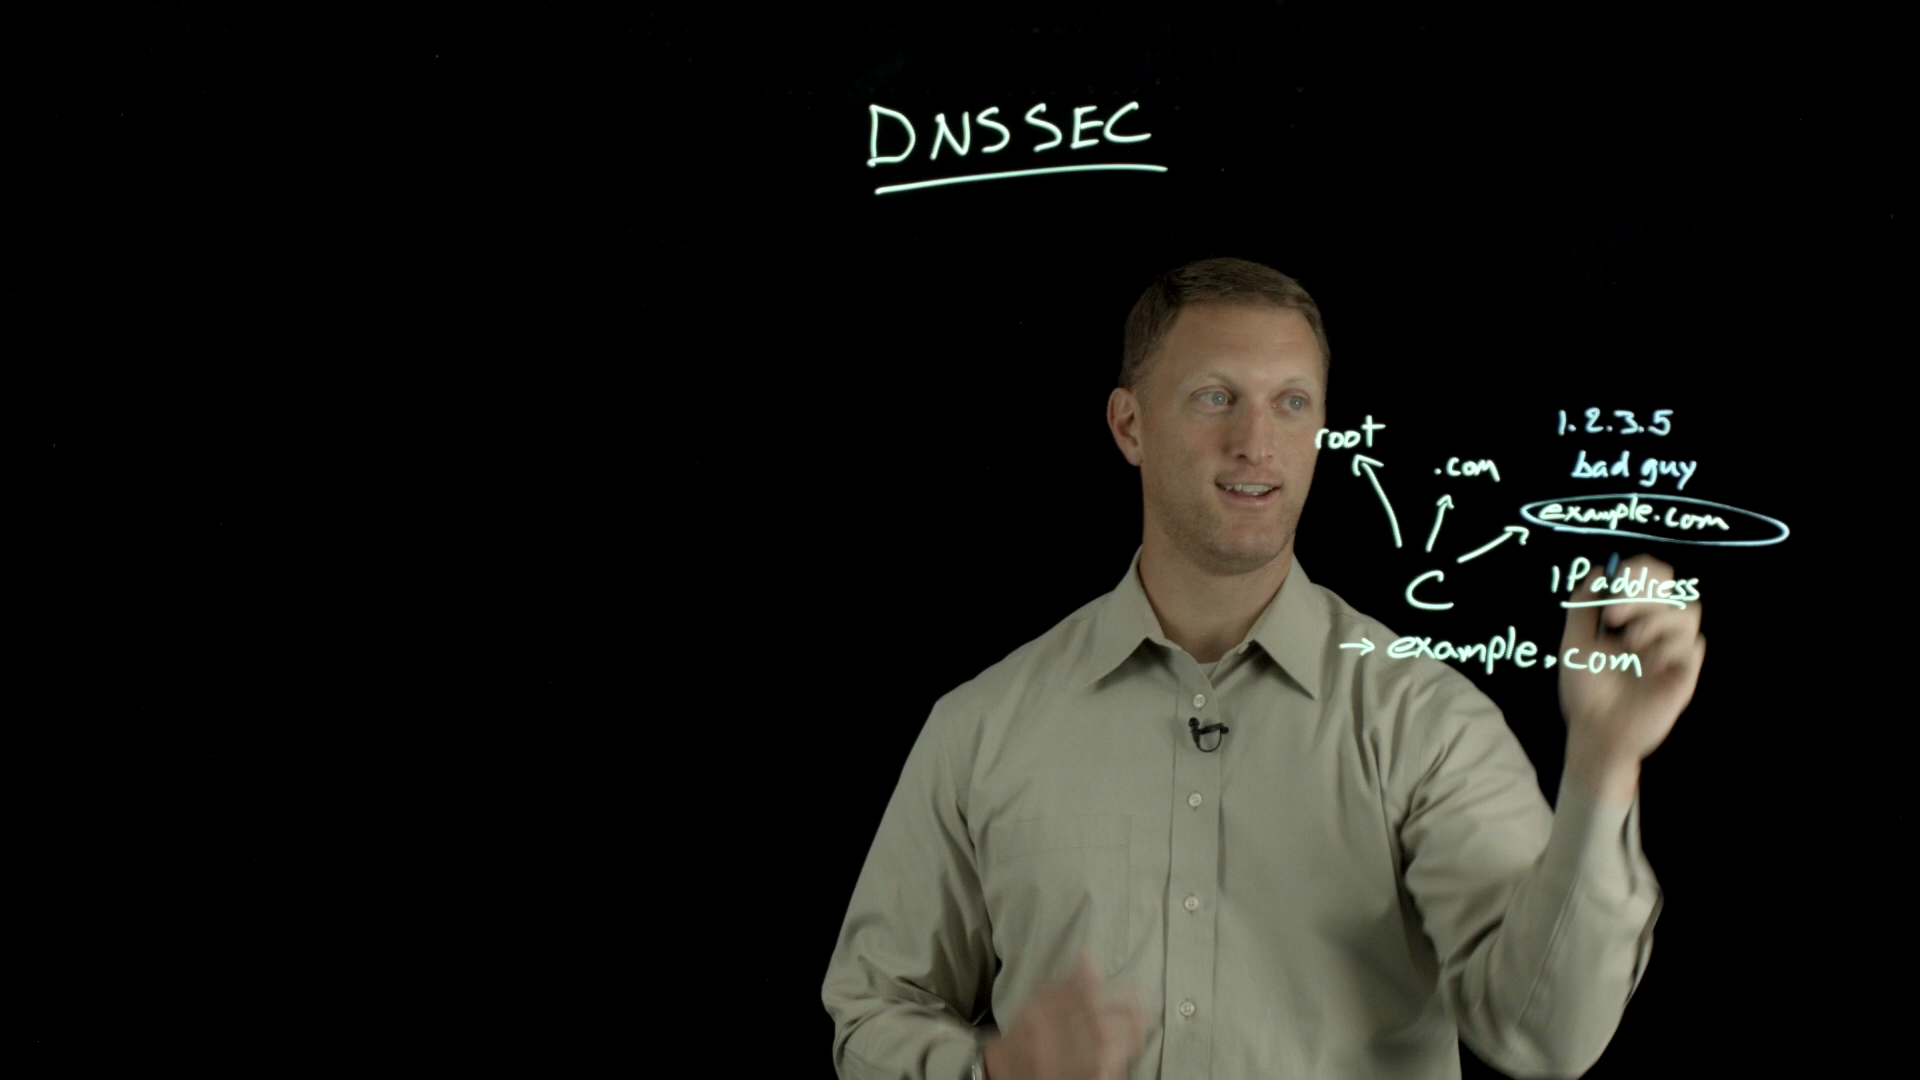 DNSSEC
1.2.3.5
root
.com
bad guy
example.com
C
IP address
→ example.com